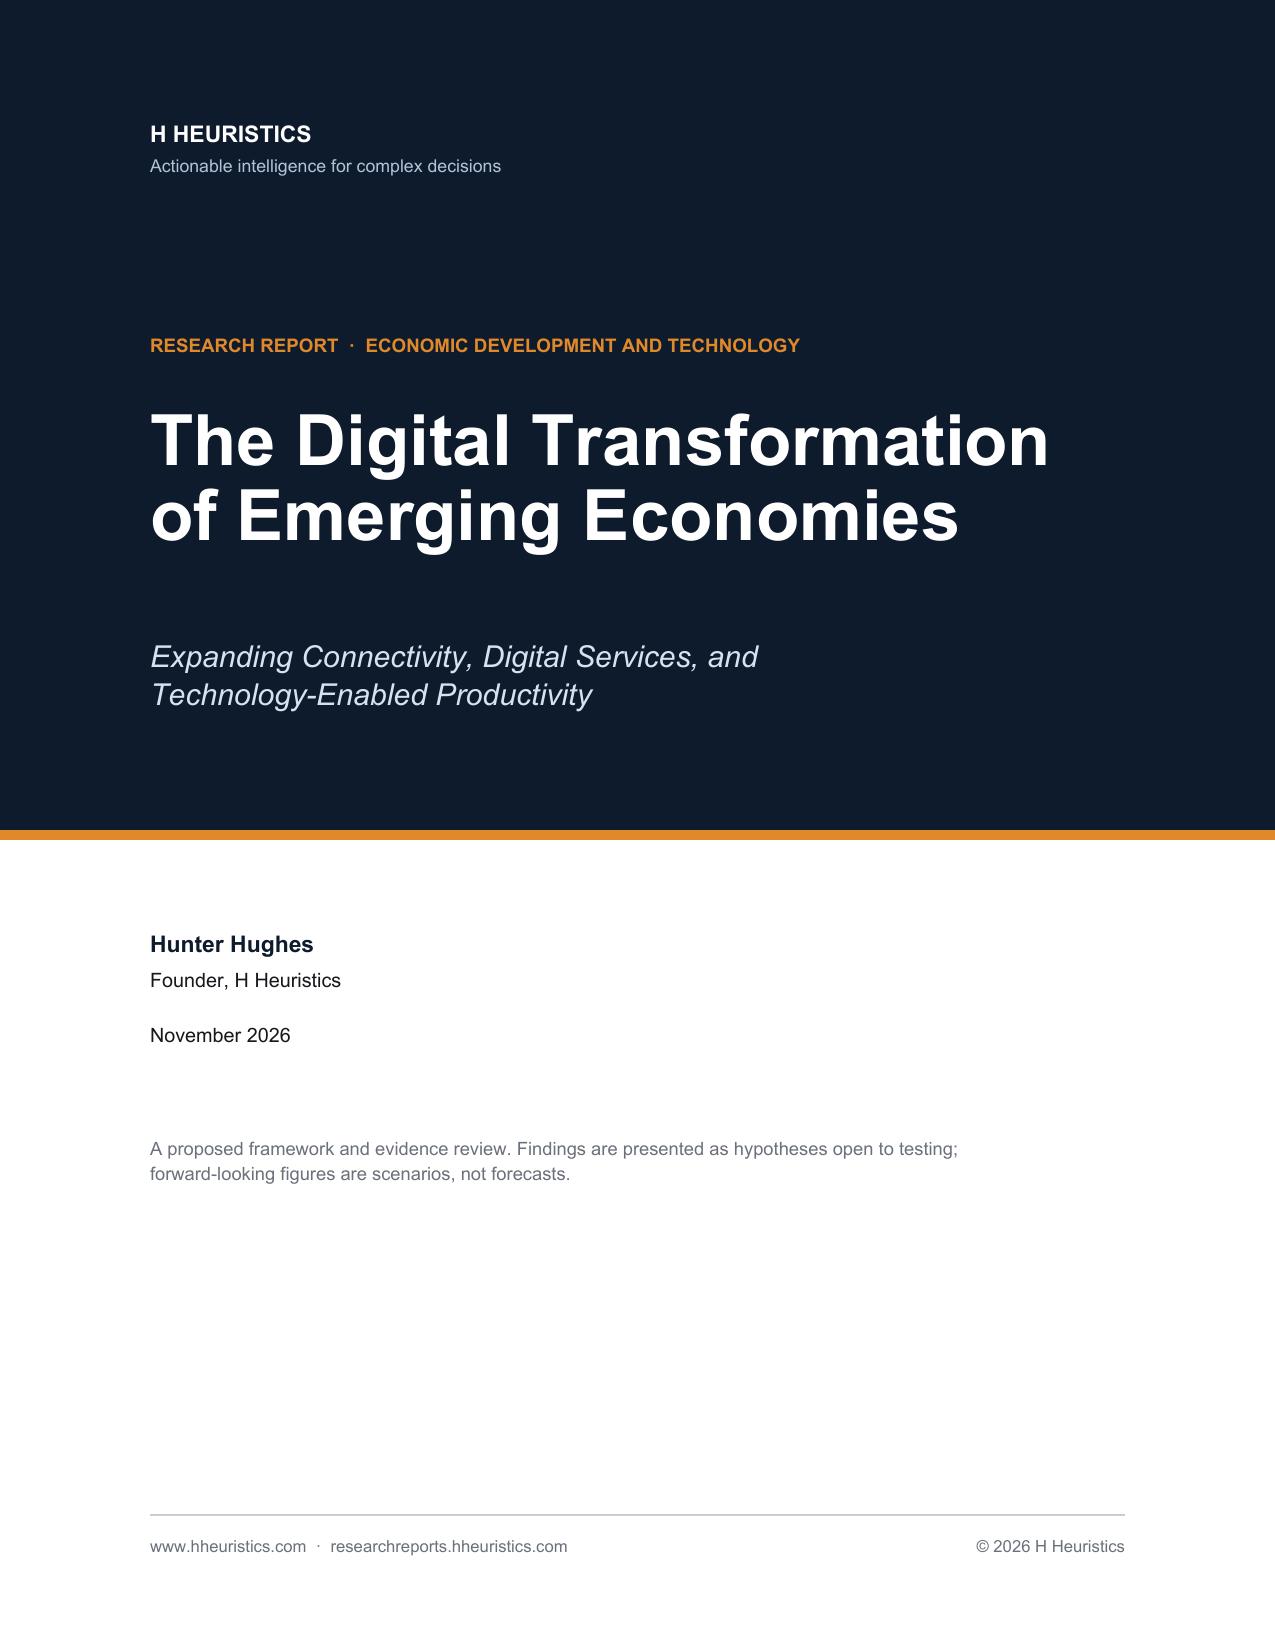 H HEURISTICS
Actionable intelligence for complex decisions
RESEARCH REPORT · ECONOMIC DEVELOPMENT AND TECHNOLOGY
The Digital Transformation
of Emerging Economies
Expanding Connectivity, Digital Services, and
Technology-Enabled Productivity
Hunter Hughes
Founder, H Heuristics
November 2026
A proposed framework and evidence review. Findings are presented as hypotheses open to testing;
forward-looking figures are scenarios, not forecasts.
www.hheuristics.com · researchreports.hheuristics.com
© 2026 H Heuristics